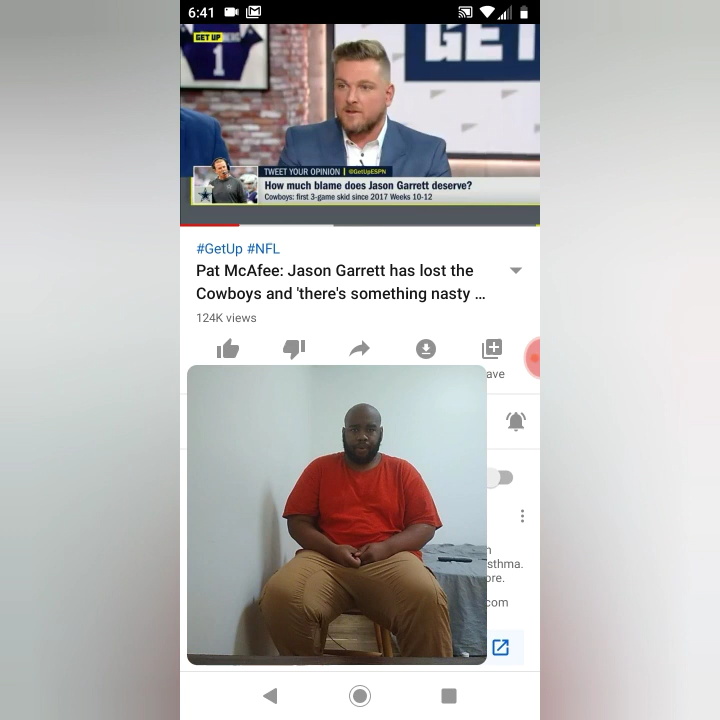 6:41
GET UP
1
GET
TWEET YOUR OPINION | @GetUpESPN
How much blame does Jason Garrett deserve?
Cowboys: first 3-game skid since 2017 Weeks 10-12
#GetUp #NFL
Pat McAfee: Jason Garrett has lost the
Cowboys and 'there's something nasty ...
124K views
ave
n
sthma.
ore.
com